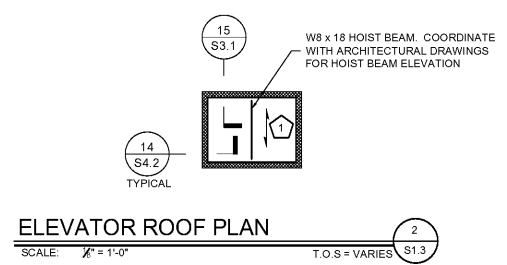 15
S3.1
W8 x 18 HOIST BEAM. COORDINATE
WITH ARCHITECTURAL DRAWINGS
FOR HOIST BEAM ELEVATION
1
14
S4.2
TYPICAL
ELEVATOR ROOF PLAN
2
S1.3
SCALE: ⅛" = 1'-0"
T.O.S = VARIES